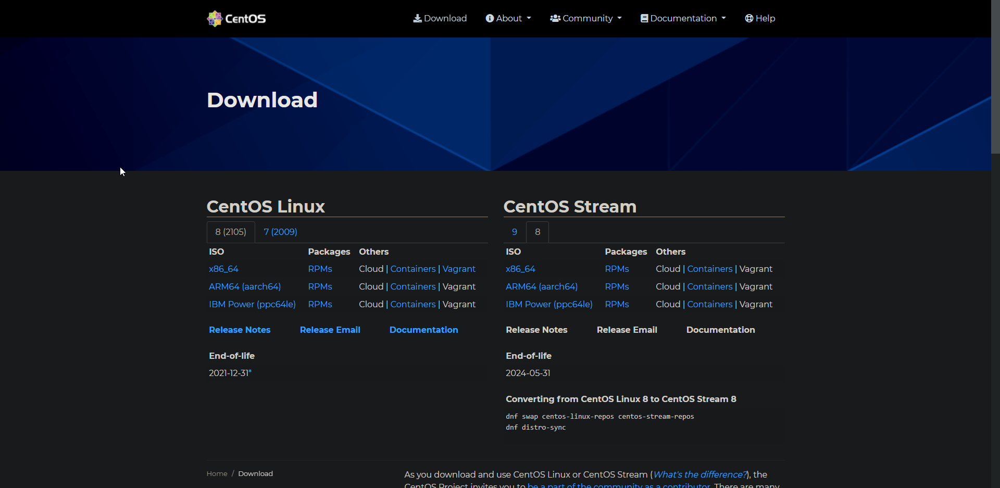 CentOS
Download About Community Documentation Help
Download
CentOS Linux
8 (2105) 7 (2009)
ISO Packages Others
x86_64 RPMs Cloud | Containers | Vagrant
ARM64 (aarch64) RPMs Cloud | Containers | Vagrant
IBM Power (ppc64le) RPMs Cloud | Containers | Vagrant
Release Notes Release Email Documentation
End-of-life
2021-12-31*
CentOS Stream
9 8
ISO Packages Others
x86_64 RPMs Cloud | Containers | Vagrant
ARM64 (aarch64) RPMs Cloud | Containers | Vagrant
IBM Power (ppc64le) RPMs Cloud | Containers | Vagrant
Release Notes Release Email Documentation
End-of-life
2024-05-31
Converting from CentOS Linux 8 to CentOS Stream 8
dnf swap centos-linux-repos centos-stream-repos
dnf distro-sync
Home / Download
As you download and use CentOS Linux or CentOS Stream (What's the difference?), the
CentOS Project invites you to be a part of the community as a contributor. There are many